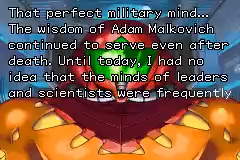 That perfect military mind...
The wisdom of Adam Malkovich
continued to serve even after
death. Until today, I had no
idea that the minds of leaders
and scientists were frequently